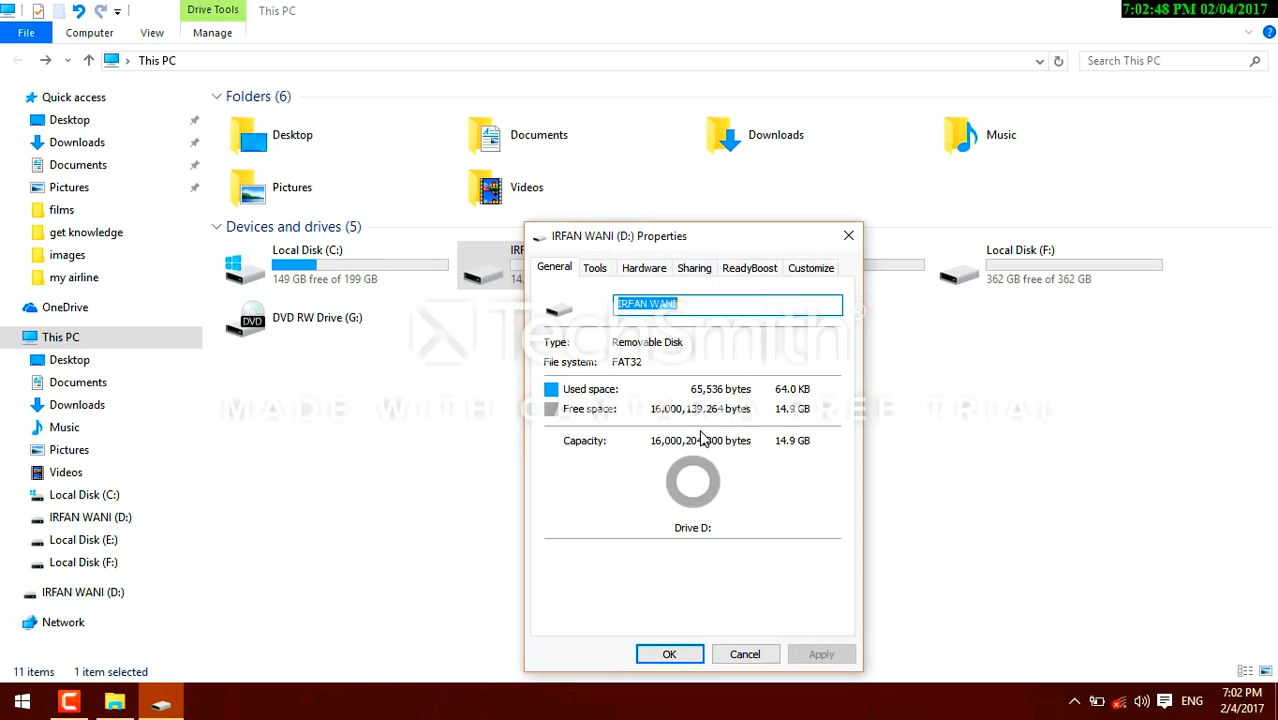 Drive Tools
This PC
7:02:48 PM 02/04/2017
File
Computer
View
Manage
This PC
Search This PC
Quick access
Desktop
Downloads
Documents
Pictures
films
get knowledge
images
my airline
OneDrive
This PC
Desktop
Documents
Downloads
Music
Pictures
Videos
Local Disk (C:)
IRFAN WANI (D:)
Local Disk (E:)
Local Disk (F:)
IRFAN WANI (D:)
Network
Folders (6)
Desktop
Documents
Downloads
Music
Pictures
Videos
Devices and drives (5)
Local Disk (C:)
149 GB free of 199 GB
Local Disk (F:)
362 GB free of 362 GB
DVD
DVD RW Drive (G:)
IRFAN WANI (D:) Properties
General
Tools
Hardware
Sharing
ReadyBoost
Customize
IRFAN WANI
Type: Removable Disk
File system: FAT32
Used space: 65,536 bytes 64.0 KB
Free space: 16,000,139,264 bytes 14.9 GB
Capacity: 16,000,204,800 bytes 14.9 GB
Drive D:
OK
Cancel
Apply
TechSmith®
MADE WITH FREE TRIAL
11 items
1 item selected
ENG
7:02 PM
2/4/2017